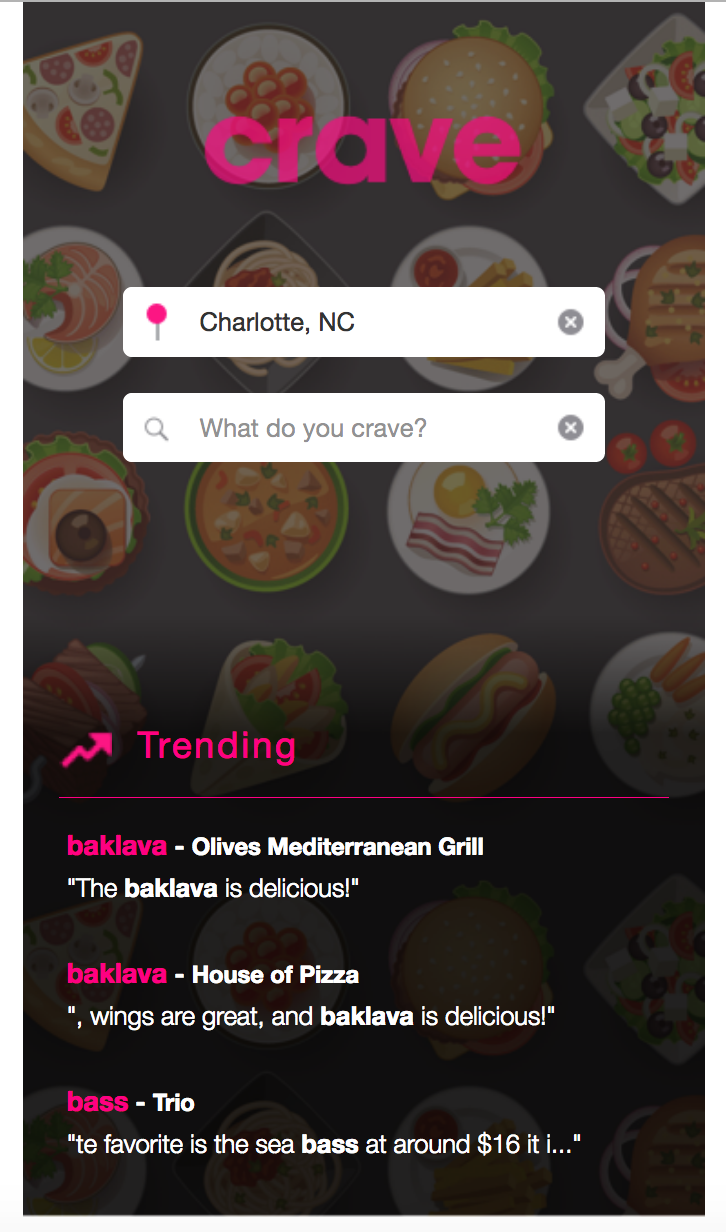 crave
Charlotte, NC
What do you crave?
Trending
baklava - Olives Mediterranean Grill
"The baklava is delicious!"
baklava - House of Pizza
", wings are great, and baklava is delicious!"
bass - Trio
"te favorite is the sea bass at around $16 it i..."